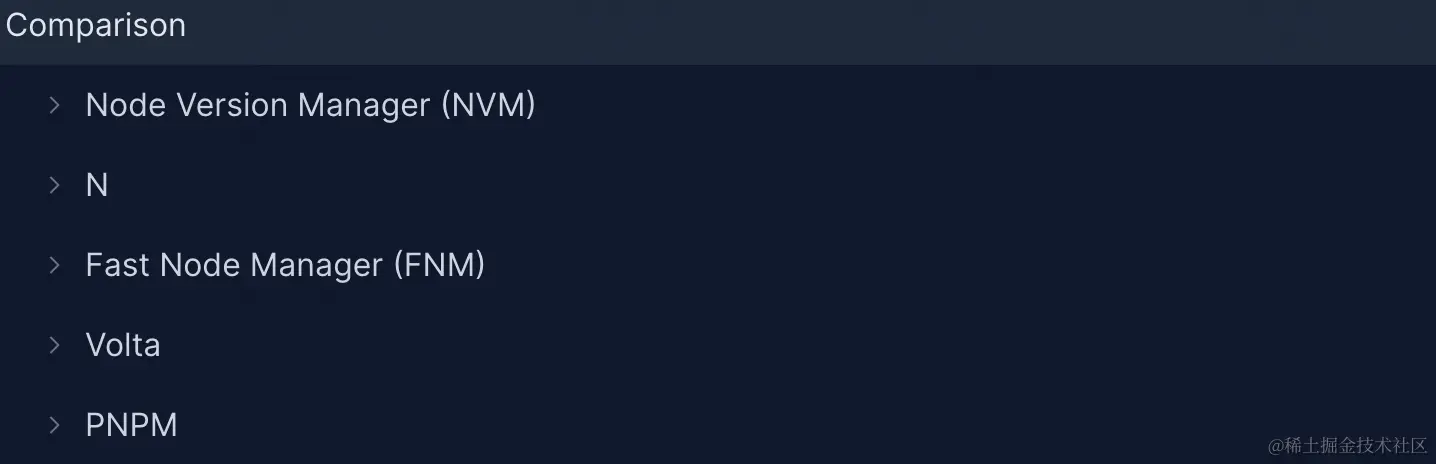 Comparison
Node Version Manager (NVM)
N
Fast Node Manager (FNM)
Volta
PNPM
@稀土掘金技术社区